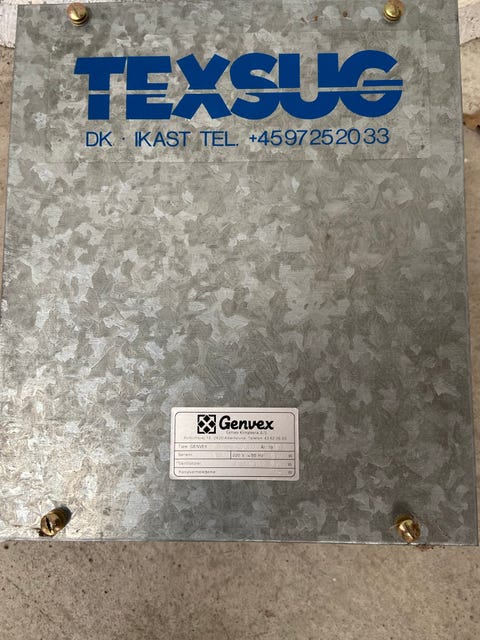 TEXSUG
DK. · IKAST TEL. +4597252033
Genvex
Type: GENVEX
220 V ~ 50 Hz W
W
W